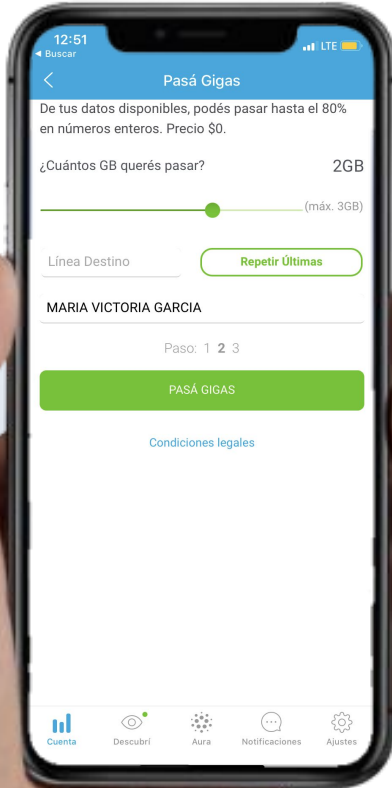 12:51
◀ Buscar
LTE
Pasá Gigas
De tus datos disponibles, podés pasar hasta el 80%
en números enteros. Precio $0.
¿Cuántos GB querés pasar? 2GB
(máx. 3GB)
Línea Destino Repetir Últimas
MARIA VICTORIA GARCIA
Paso: 1 2 3
PASÁ GIGAS
Condiciones legales
Cuenta Descubrí Aura Notificaciones Ajustes